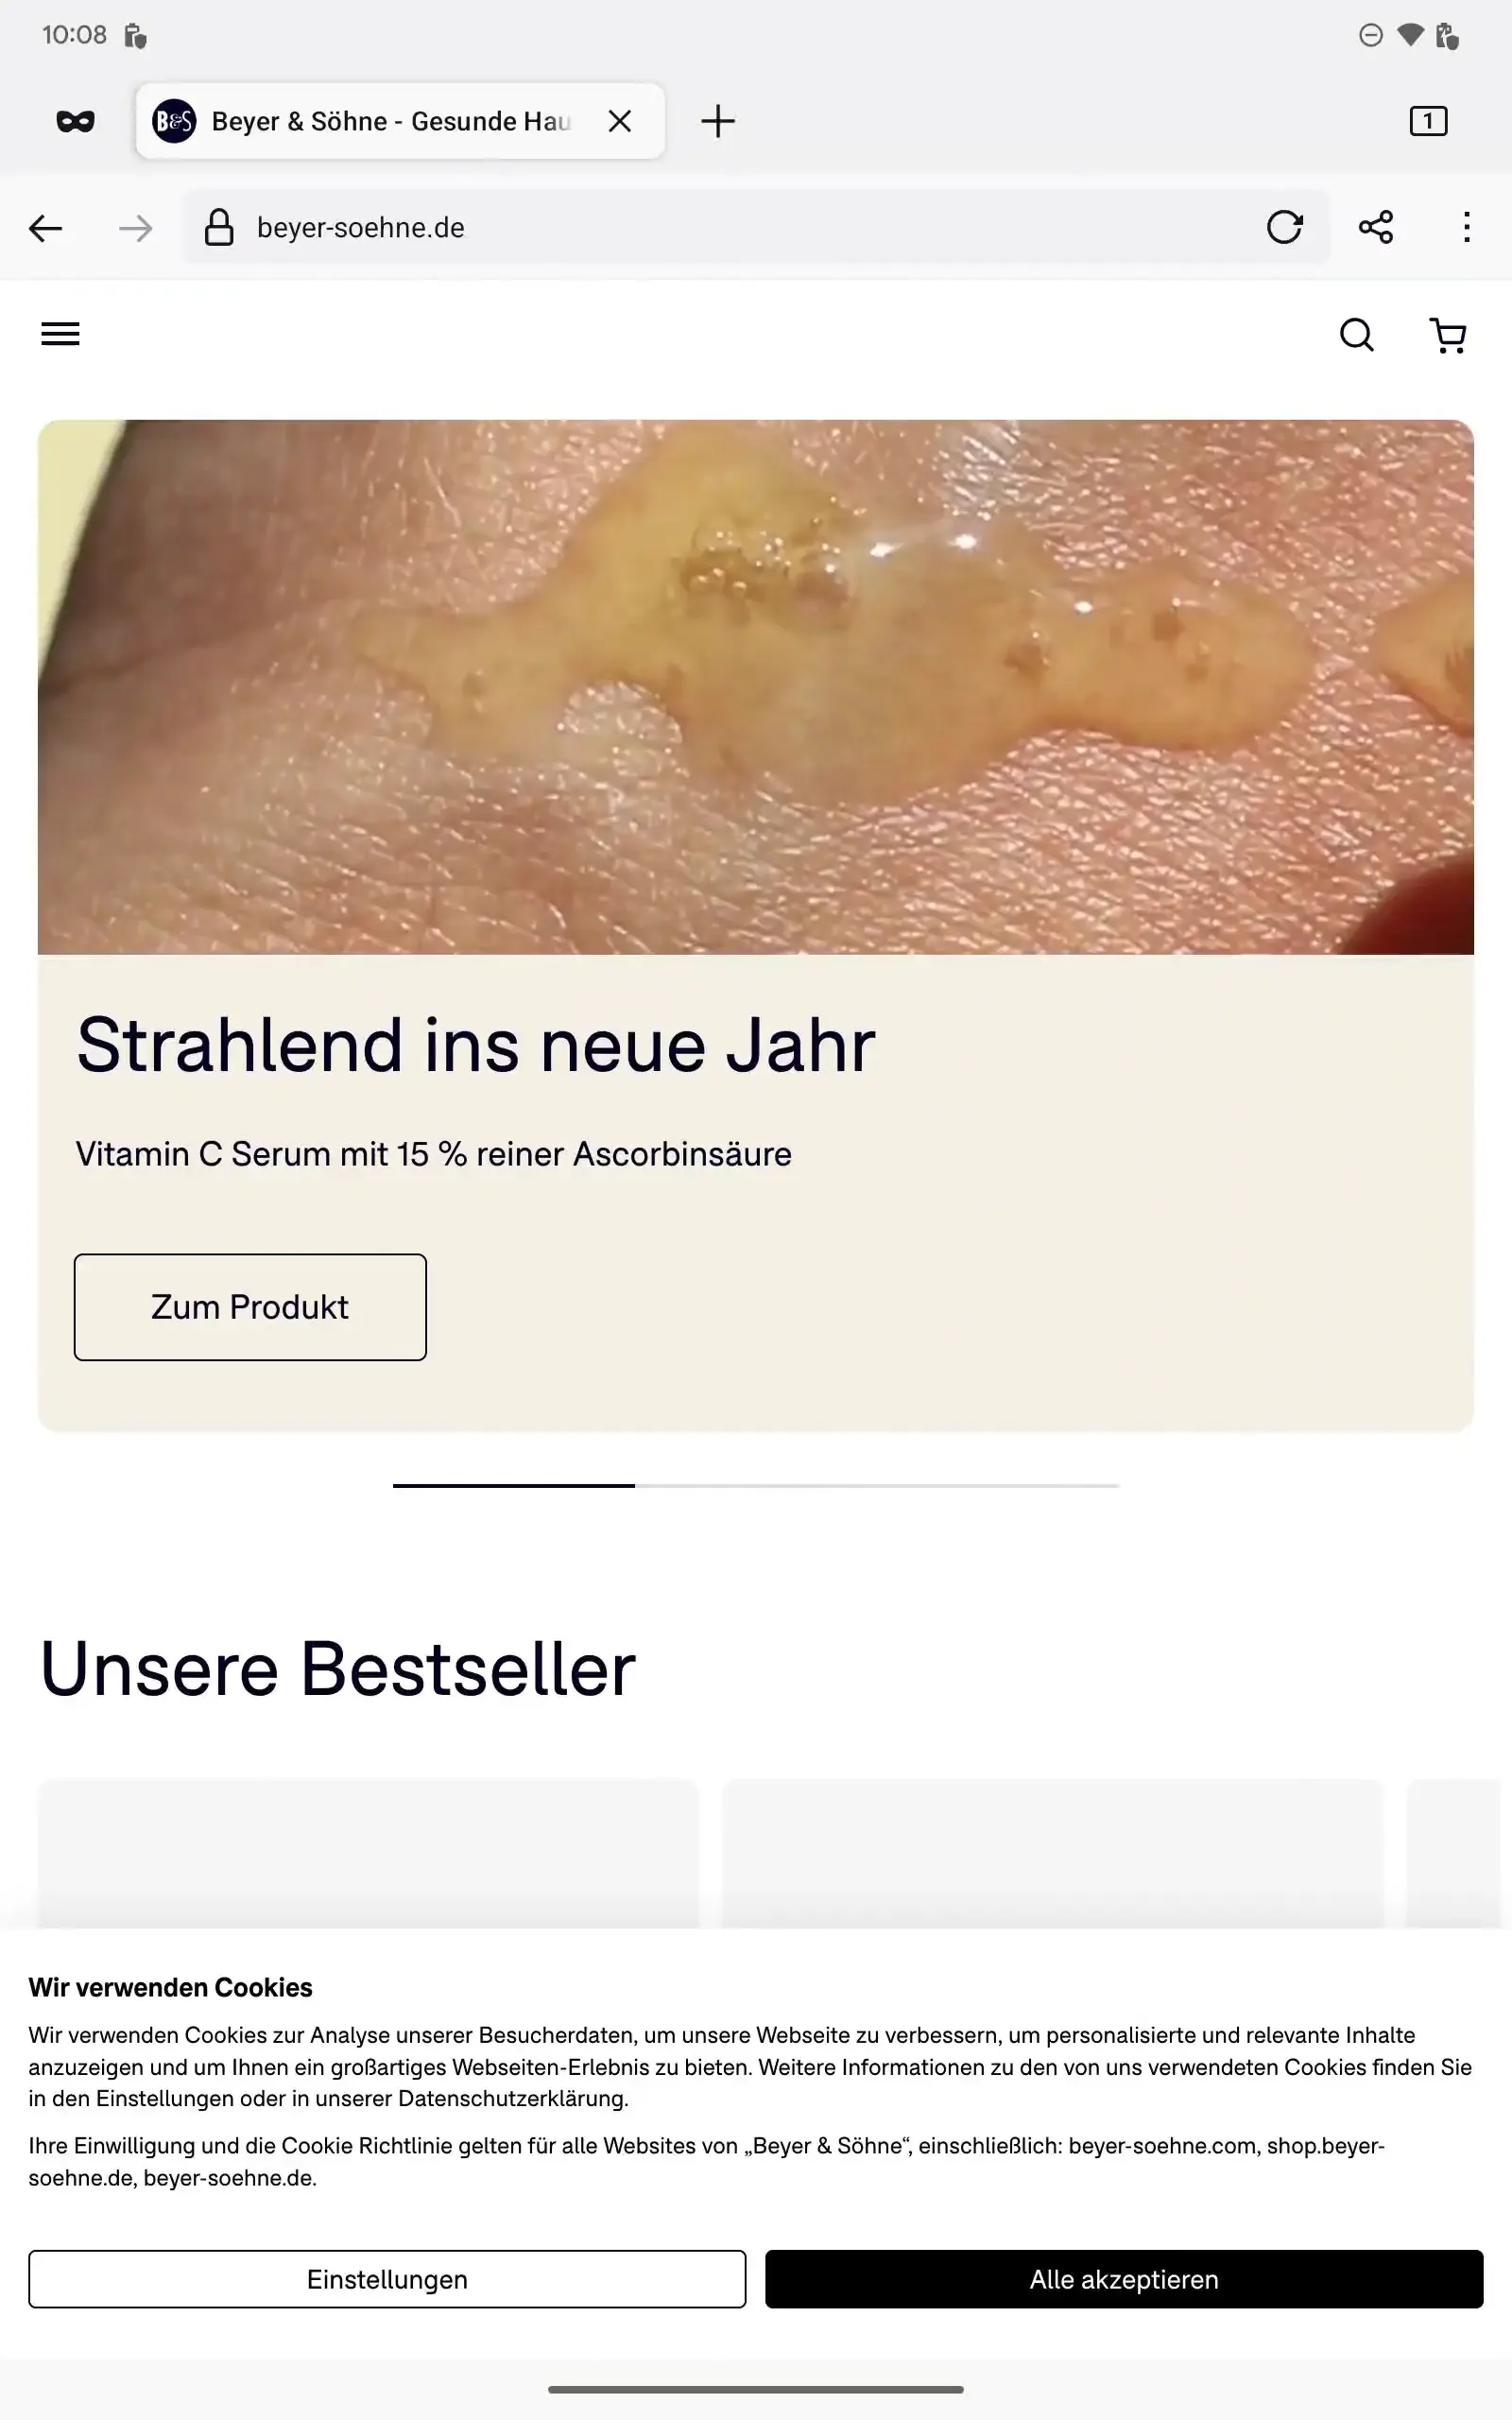 10:08
B&S Beyer & Söhne - Gesunde Hau
1
beyer-soehne.de
Strahlend ins neue Jahr
Vitamin C Serum mit 15 % reiner Ascorbinsäure
Zum Produkt
Unsere Bestseller
Wir verwenden Cookies
Wir verwenden Cookies zur Analyse unserer Besucherdaten, um unsere Webseite zu verbessern, um personalisierte und relevante Inhalte
anzuzeigen und um Ihnen ein großartiges Webseiten-Erlebnis zu bieten. Weitere Informationen zu den von uns verwendeten Cookies finden Sie
in den Einstellungen oder in unserer Datenschutzerklärung.
Ihre Einwilligung und die Cookie Richtlinie gelten für alle Websites von „Beyer & Söhne“, einschließlich: beyer-soehne.com, shop.beyer-
soehne.de, beyer-soehne.de.
Einstellungen
Alle akzeptieren